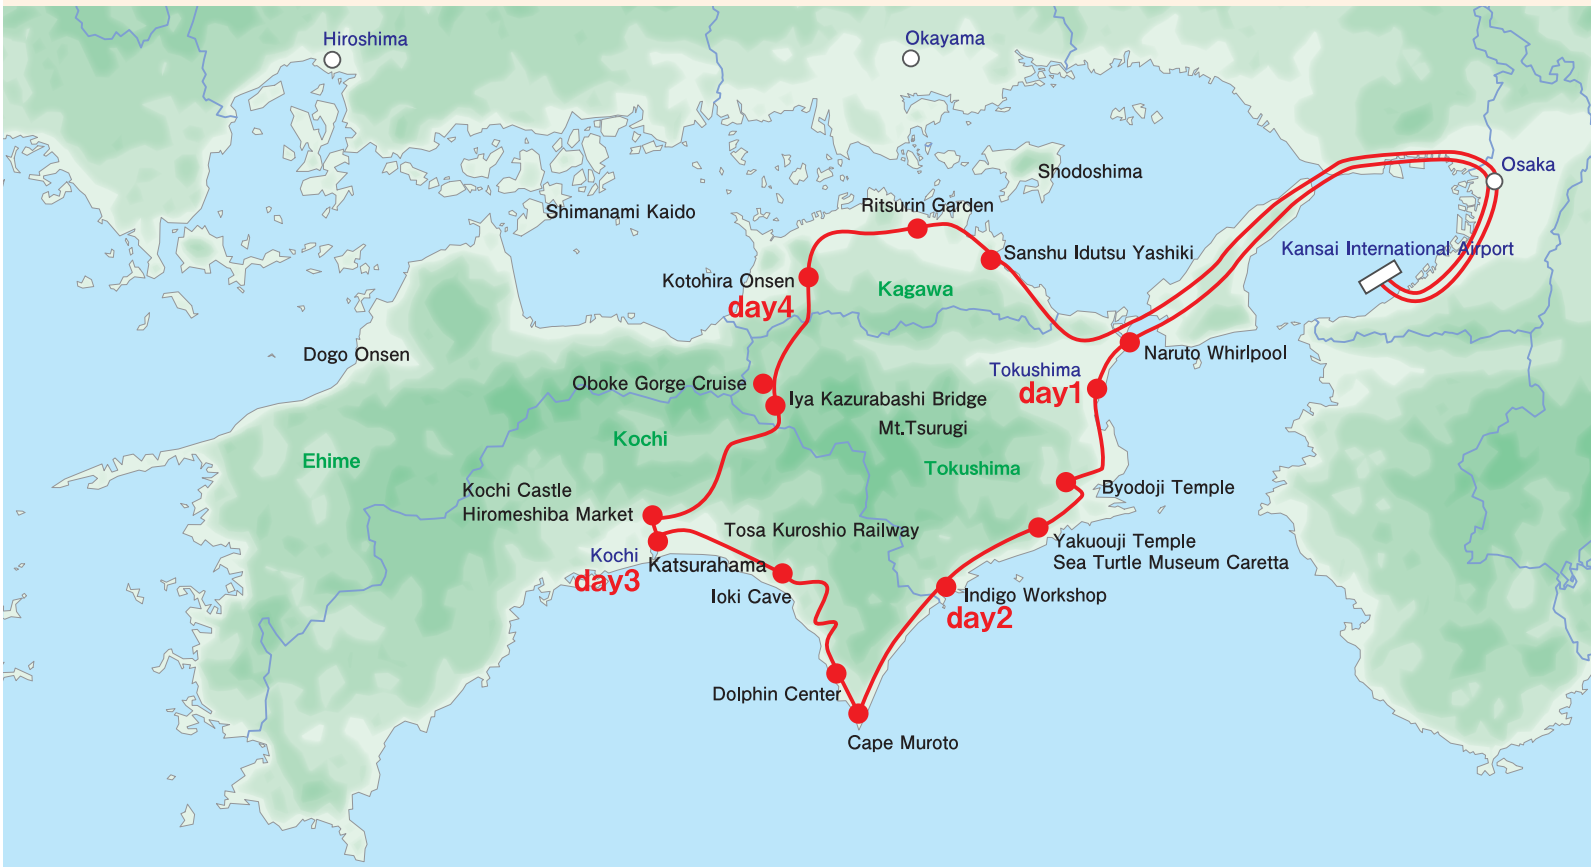 Hiroshima
Okayama
Osaka
Shodoshima
Shimanami Kaido
Ritsurin Garden
Sanshu Idutsu Yashiki
Kansai International Airport
Kotohira Onsen
day4
Kagawa
Dogo Onsen
Naruto Whirlpool
Oboke Gorge Cruise
Tokushima
day1
Iya Kazurabashi Bridge
Mt.Tsurugi
Kochi
Ehime
Tokushima
Byodoji Temple
Kochi Castle
Hiromeshiba Market
Tosa Kuroshio Railway
Yakuouji Temple
Sea Turtle Museum Caretta
Kochi
day3
Katsurahama
Ioki Cave
Indigo Workshop
day2
Dolphin Center
Cape Muroto